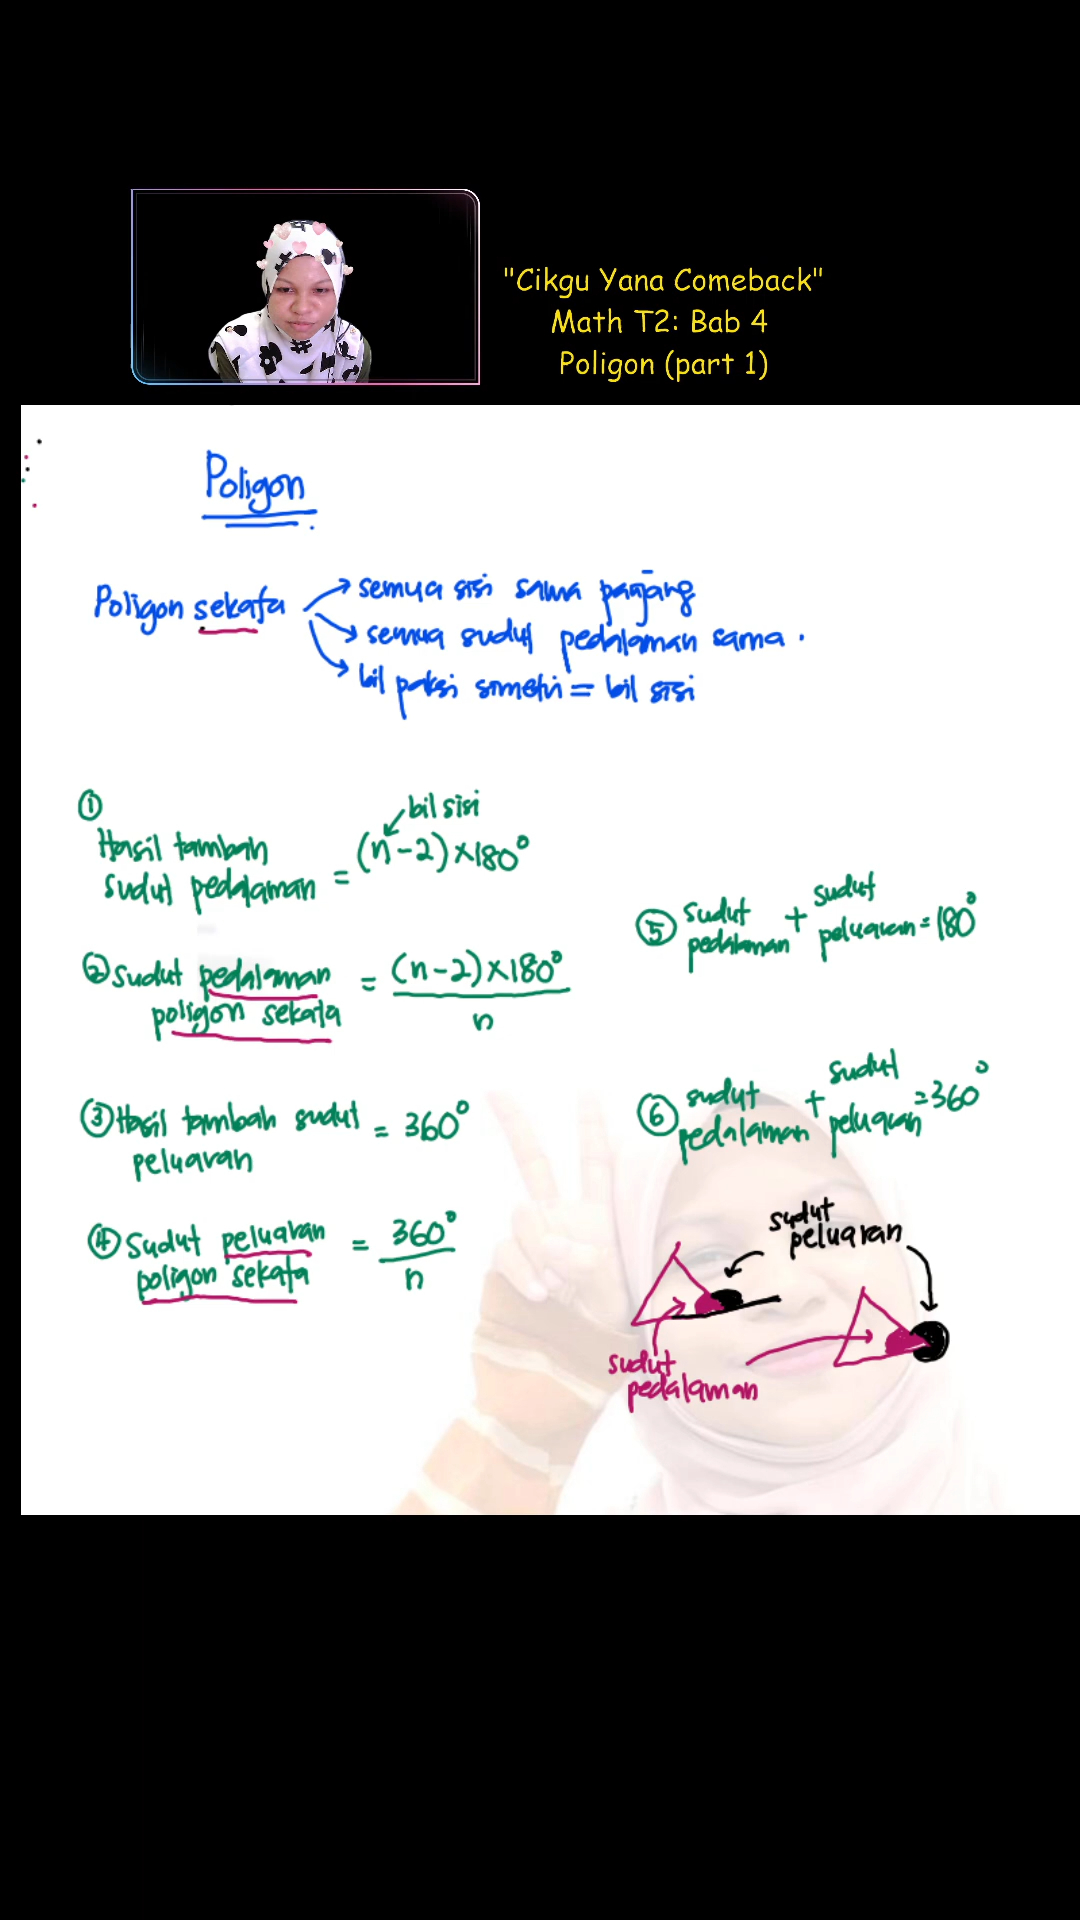 "Cikgu Yana Comeback"
Math T2: Bab 4
Poligon (part 1)
Poligon
Poligon sekata
semua sisi sama panjang
semua sudut pedalaman sama.
bil paksi simetri = bil sisi
①
bil sisi
Hasil tambah
sudut pedalaman = (n-2)×180°
② Sudut pedalaman
poligon sekata = (n-2)×180°
n
③ Hasil tambah sudut
peluaran = 360°
④ Sudut peluaran
poligon sekata = 360°
n
⑤ sudut pedalaman + sudut peluaran = 180°
⑥ sudut pedalaman + sudut peluaran = 360°
sudut
peluaran
sudut
pedalaman